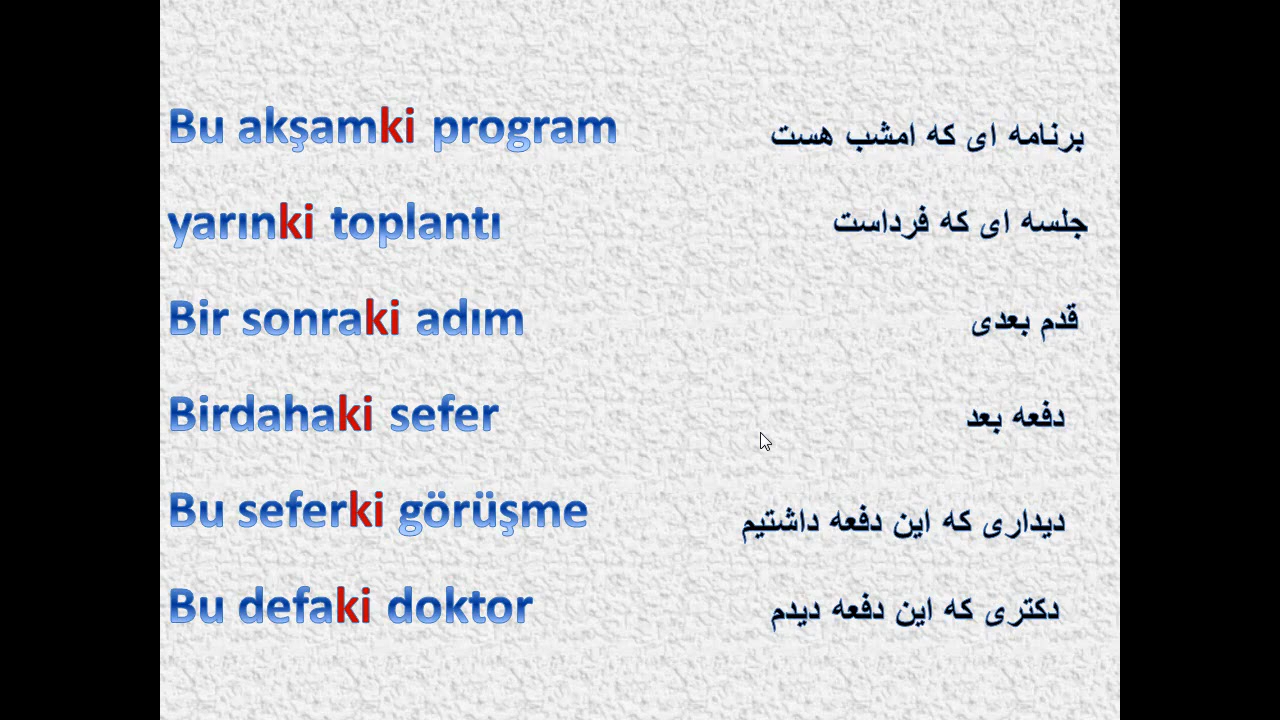 Bu akşamki program برنامه ای که امشب هست
yarınki toplantı جلسه ای که فرداست
Bir sonraki adım قدم بعدی
Birdahaki sefer دفعه بعد
Bu seferki görüşme دیداری که این دفعه داشتیم
Bu defaki doktor دکتری که این دفعه دیدم